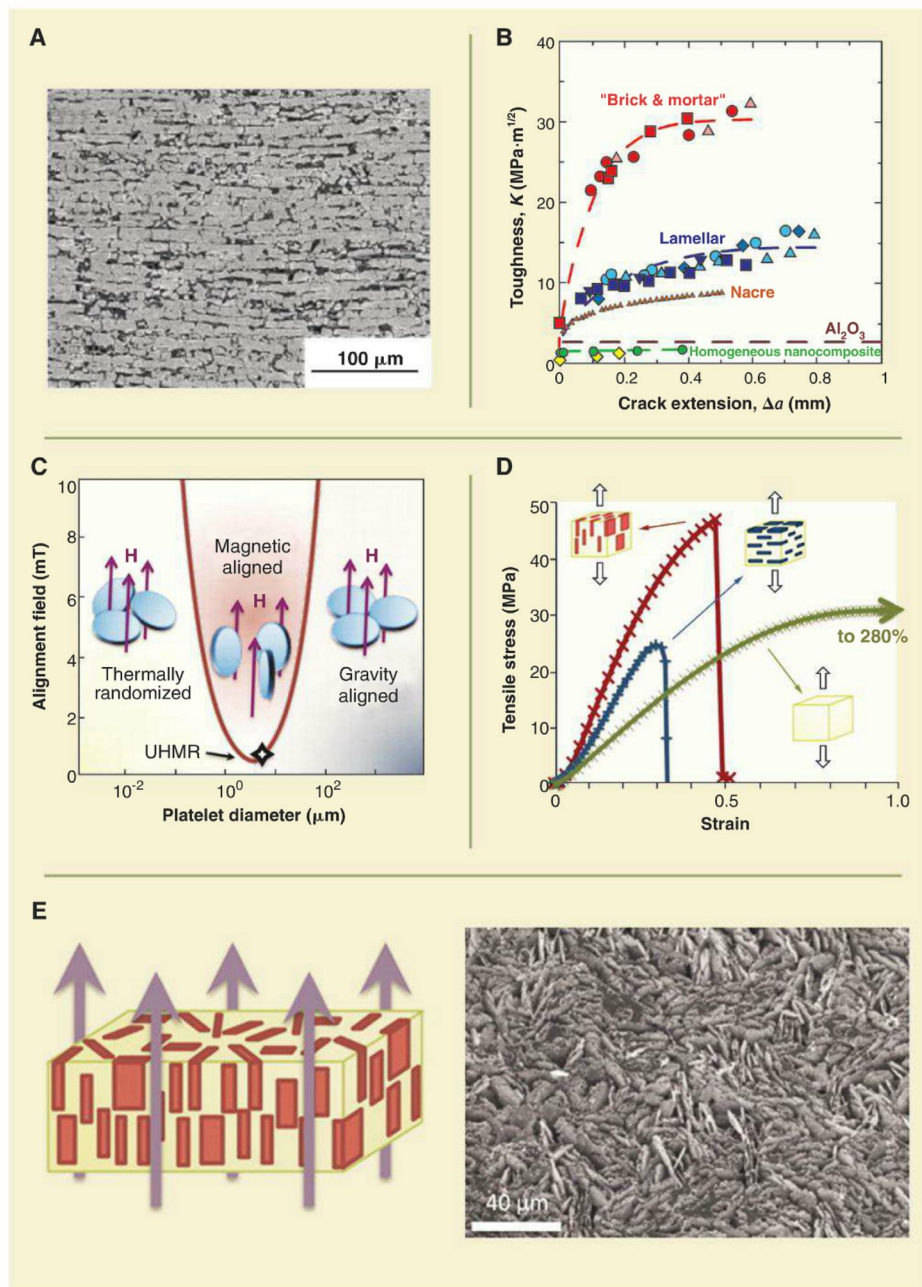 A
100 μm
B
Toughness, K (MPa·m1/2)
40
30
20
10
0
"Brick & mortar"
Lamellar
Nacre
Al2O3
Homogeneous nanocomposite
0 0.2 0.4 0.6 0.8 1
Crack extension, Δa (mm)
C
Alignment field (mT)
10
8
6
4
2
0
Magnetic
aligned
H
H
H
Thermally
randomized
Gravity
aligned
UHMR
10-2 100 102
Platelet diameter (μm)
D
Tensile stress (MPa)
50
40
30
20
10
0
to 280%
0 0.5 1.0
Strain
E
40 μm